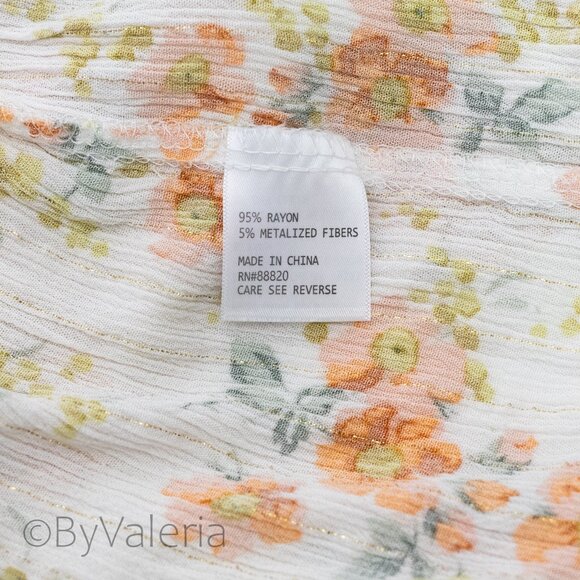 95% RAYON
5% METALIZED FIBERS
MADE IN CHINA
RN#88820
CARE SEE REVERSE
©ByValeria